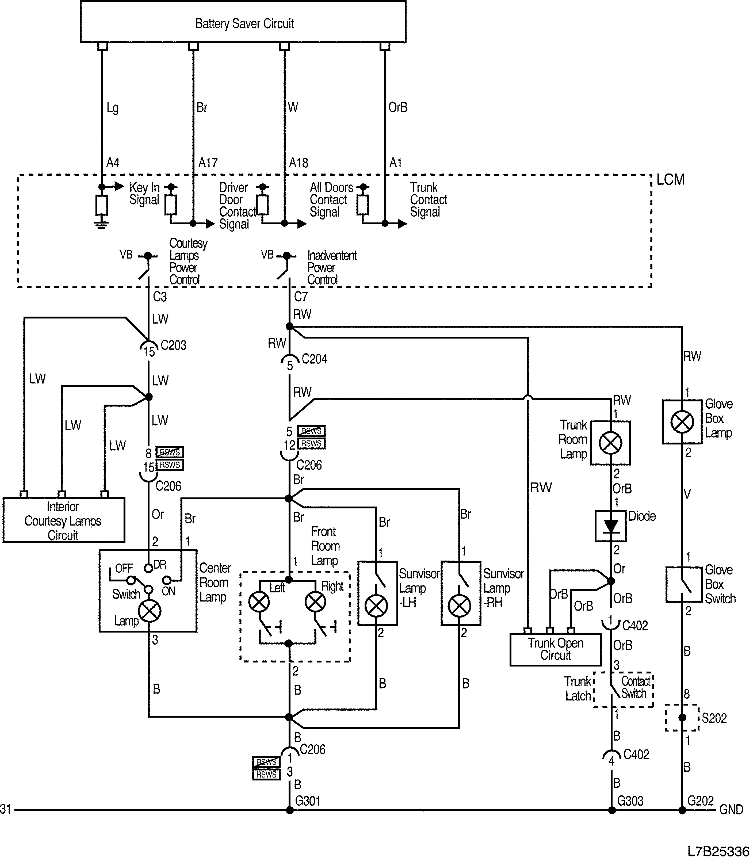 Battery Saver Circuit
Lg
Br
W
OrB
A4
A17
A18
A1
LCM
Key In
Signal
Driver
Door
Contact
Signal
All Doors
Contact
Signal
Trunk
Contact
Signal
VB
Courtesy
Lamps
Power
Control
VB
Inadventent
Power
Control
C3
C7
LW
RW
C203
15
RW
C204
5
RW
LW
LW
RW
RW
1
Glove
Box
Lamp
2
LW
LW
LW
8
15
C206
5
12
C206
1
Trunk
Room
Lamp
2
OrB
V
Interior
Courtesy Lamps
Circuit
Or
Br
Br
Br
Br
Br
RW
1
Diode
2
2
1
OFF
DR
ON
Switch
Lamp
Center
Room
Lamp
3
Front
Room
Lamp
1
Left
Right
2
1
Sunvisor
Lamp
-LH
2
1
Sunvisor
Lamp
-RH
2
Or
OrB
OrB
OrB
1
Glove
Box
Switch
2
1
C402
OrB
Trunk Open
Circuit
3
Trunk
Latch
Contact
Switch
1
B
B
B
B
B
8
S202
1
B
C206
1
3
B
B
4
C402
B
B
31
G301
G303
G202
GND
L7B25336